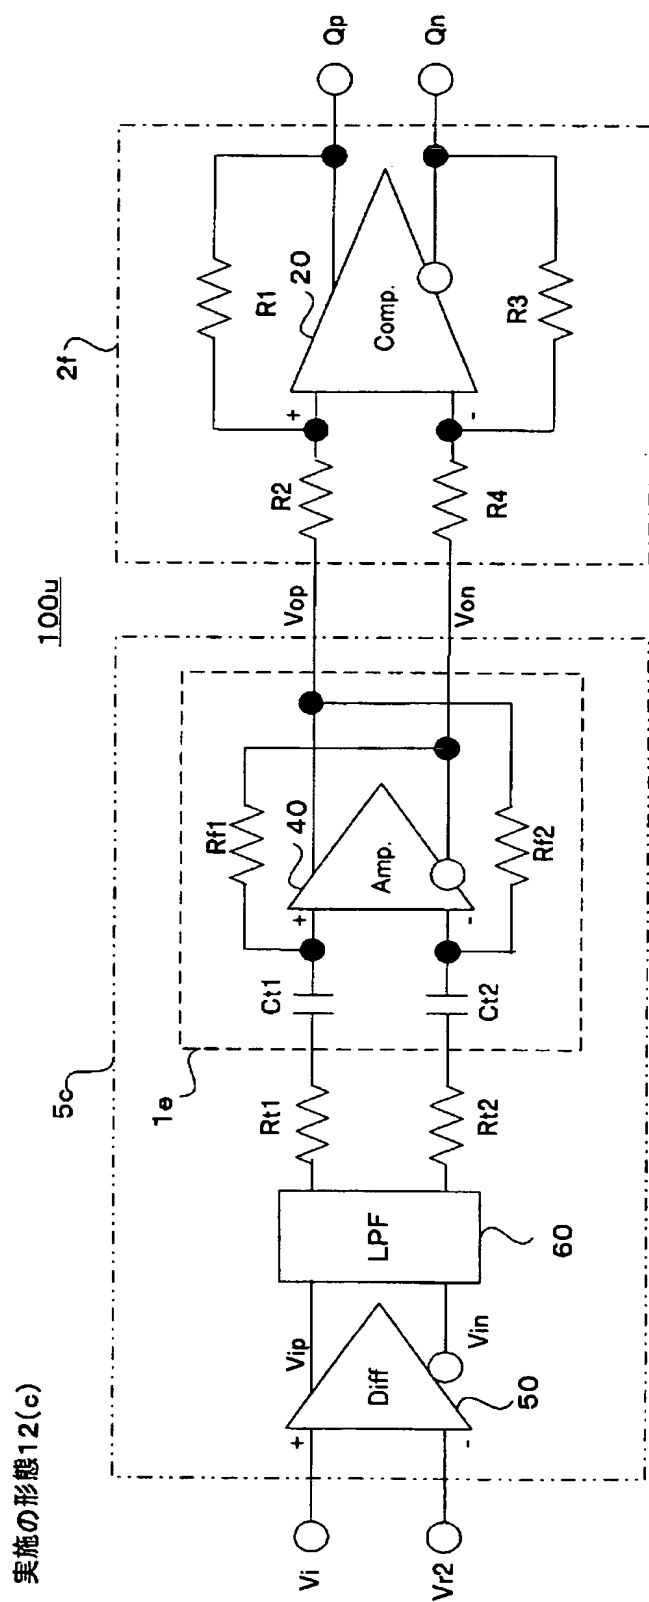 実施の形態12(c)
100u
5c
2f
1e
Vi
Vr2
+
-
Diff
50
Vip
Vin
LPF
60
Rt1
Rt2
Ct1
Ct2
Rf1
40
+
-
Amp.
Rf2
Vop
Von
R2
R4
+
-
20
Comp.
R1
R3
Qp
Qn